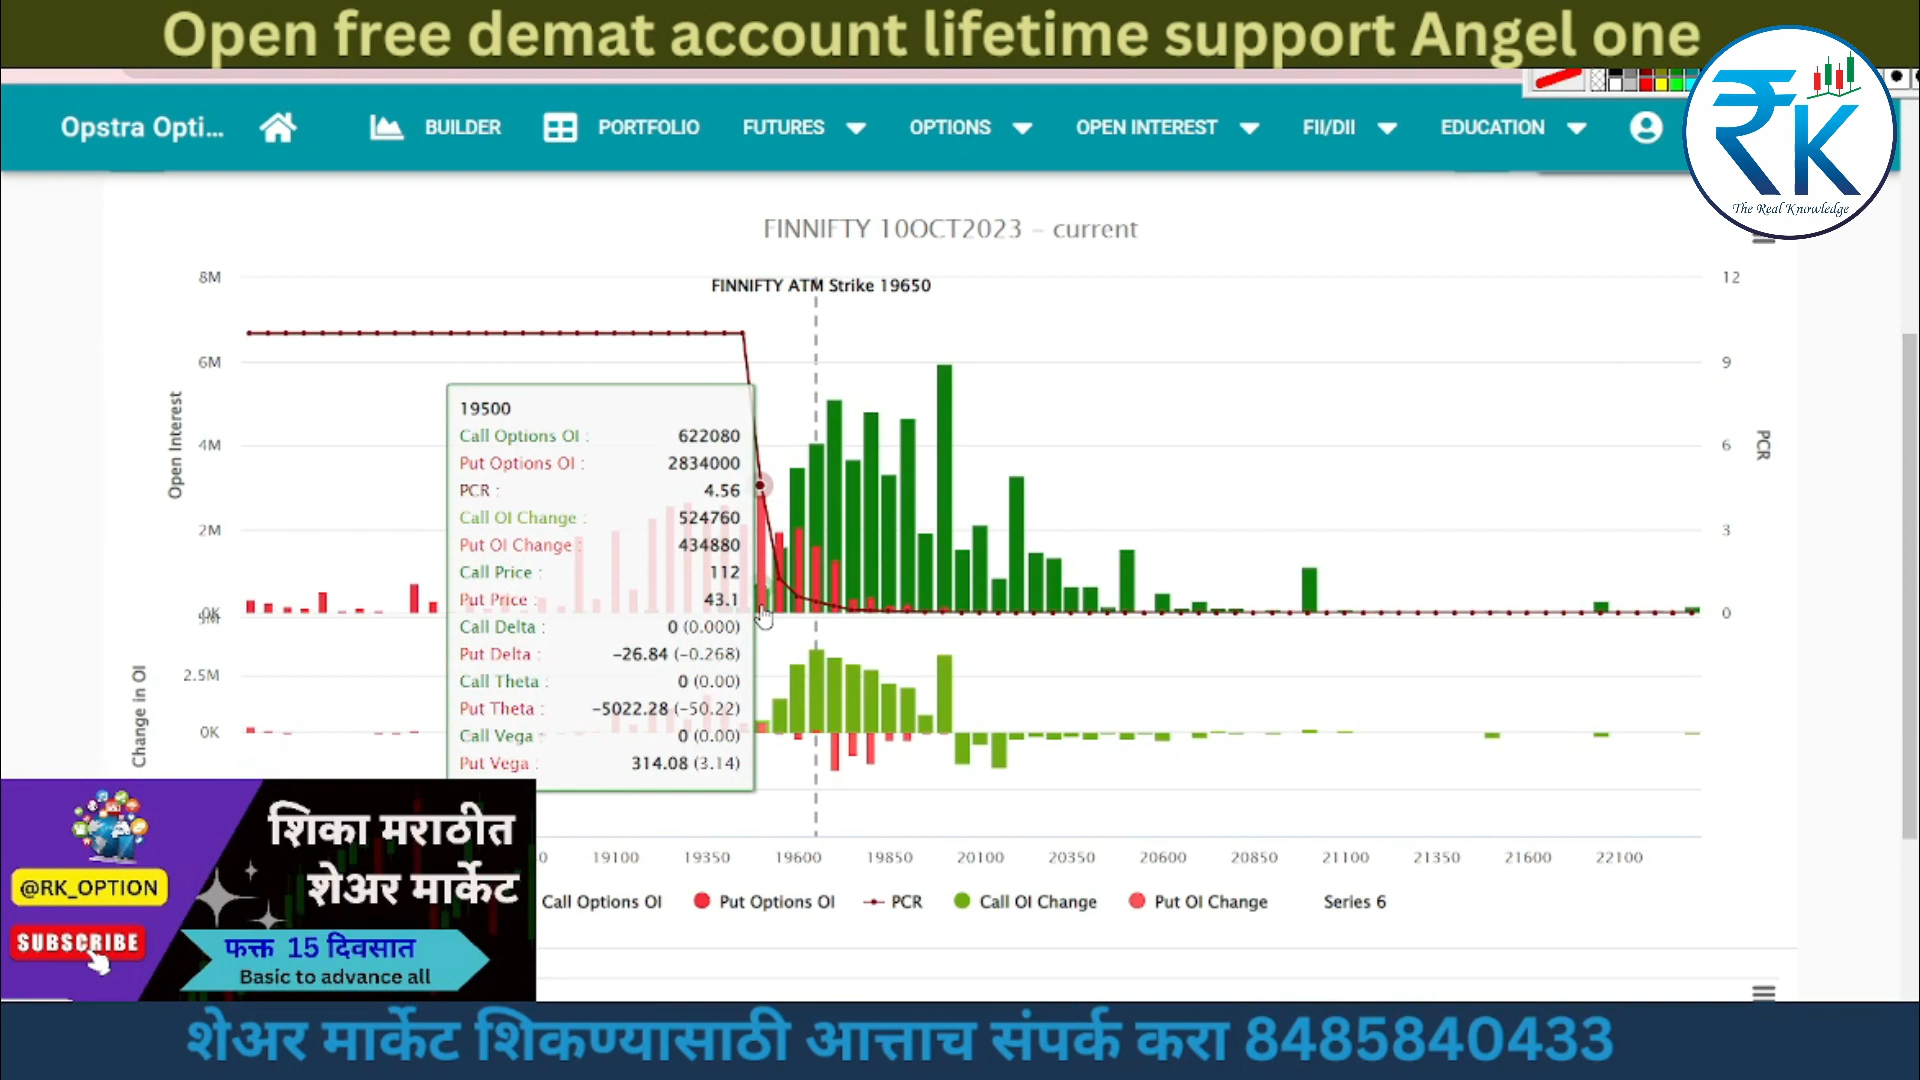 Open free demat account lifetime support Angel one
Opstra Opti...
BUILDER
PORTFOLIO
FUTURES
OPTIONS
OPEN INTEREST
FII/DII
EDUCATION
₹K
The Real Knowledge
FINNIFTY 10OCT2023 – current
FINNIFTY ATM Strike 19650
8M
6M
4M
2M
0K
Open Interest
12
9
6
3
0
PCR
19500
Call Options OI : 622080
Put Options OI : 2834000
PCR : 4.56
Call OI Change : 524760
Put OI Change : 434880
Call Price : 112
Put Price : 43.1
Call Delta : 0 (0.000)
Put Delta : -26.84 (-0.268)
Call Theta : 0 (0.00)
Put Theta : -5022.28 (-50.22)
Call Vega : 0 (0.00)
Put Vega : 314.08 (3.14)
2.5M
0K
Change in OI
19100 19350 19600 19850 20100 20350 20600 20850 21100 21350 21600 22100
Call Options OI
Put Options OI
PCR
Call OI Change
Put OI Change
Series 6
शिका मराठीत
शेअर मार्केट
@RK_OPTION
SUBSCRIBE
फक्त 15 दिवसात
Basic to advance all
शेअर मार्केट शिकण्यासाठी आत्ताच संपर्क करा 8485840433